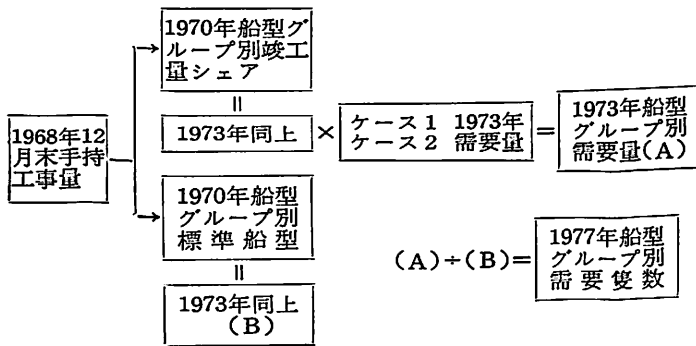 1970年船型グ
ループ別竣工
量シェア
=
1968年12
月末手持
工事量
1973年同上
×
ケース1 1973年
ケース2 需要量
=
1973年船型
グループ別
需要量(A)
1970年船型
グループ別
標準船型
=
1973年同上
(B)
(A)÷(B)=
1977年船型
グループ別
需要隻数